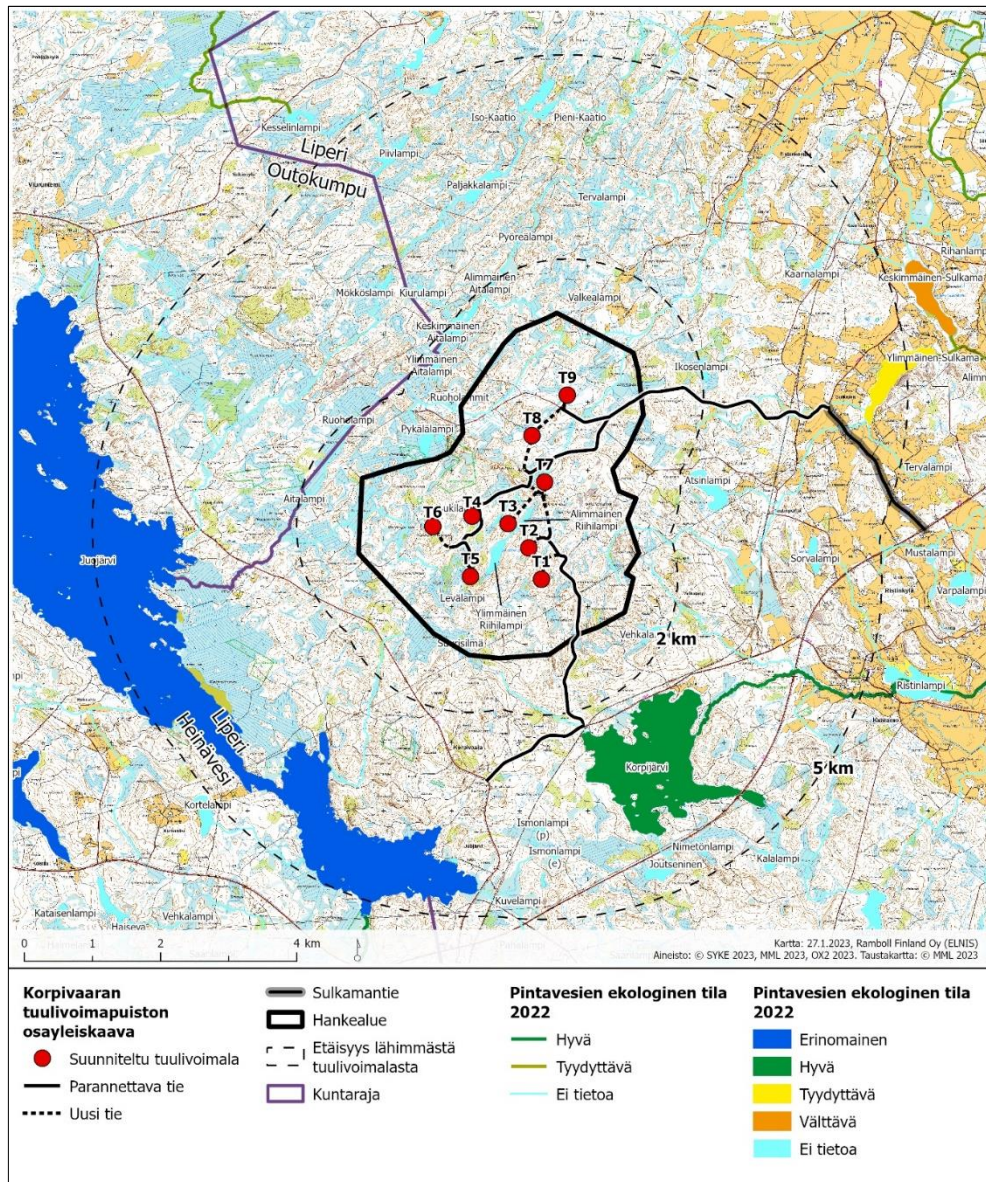 Kesselinlampi
Liperi
Outokumpu
Piivlampi
Iso-Kaatio
Pieni-Kaatio
Paljakkalampi
Tervalampi
Pyöreälampi
Rihanlampi
Keskimmäinen-Sulkama
Kaarnalampi
Alimmainen
Aitalampi
Mökköslampi
Kiurulampi
Valkealampi
Keskimmäinen
Aitalampi
Ylimmäinen
Aitalampi
Ylimmäinen-Sulkama
Ikosenlampi
Ruoholammit
Ruoholampi
Pykälälampi
T9
T8
T7
Tervalampi
Atsinlampi
Aitalampi
T4
T3
T6
Alimmainen
Riihilampi
T2
Sorvalampi
Mustalampi
Juojärvi
T5
T1
Ristinkylä
Varpalampi
Levälampi
Ylimmäinen
Riihilampi
Vehkala
2 km
Ristinlampi
Liperi
Heinävesi
Korpivaara
Korpijärvi
5 km
Kortelampi
Ismonlampi
(p)
Ismonlampi
(e)
Nimetönlampi
Joutseninen
Kalalampi
Kuvelampi
Kataisenlampi
Vehkalampi
Haiseva
0 1 2 4 km
Kartta: 27.1.2023, Ramboll Finland Oy (ELNIS)
Aineisto: © SYKE 2023, MML 2023, OX2 2023. Taustakartta: © MML 2023
Korpivaaran
tuulivoimapuiston
osayleiskaava
Suunniteltu tuulivoimala
Parannettava tie
Uusi tie
Sulkamantie
Hankealue
Etäisyys lähimmästä
tuulivoimalasta
Kuntaraja
Pintavesien ekologinen tila
2022
Hyvä
Tyydyttävä
Ei tietoa
Pintavesien ekologinen tila
2022
Erinomainen
Hyvä
Tyydyttävä
Välttävä
Ei tietoa